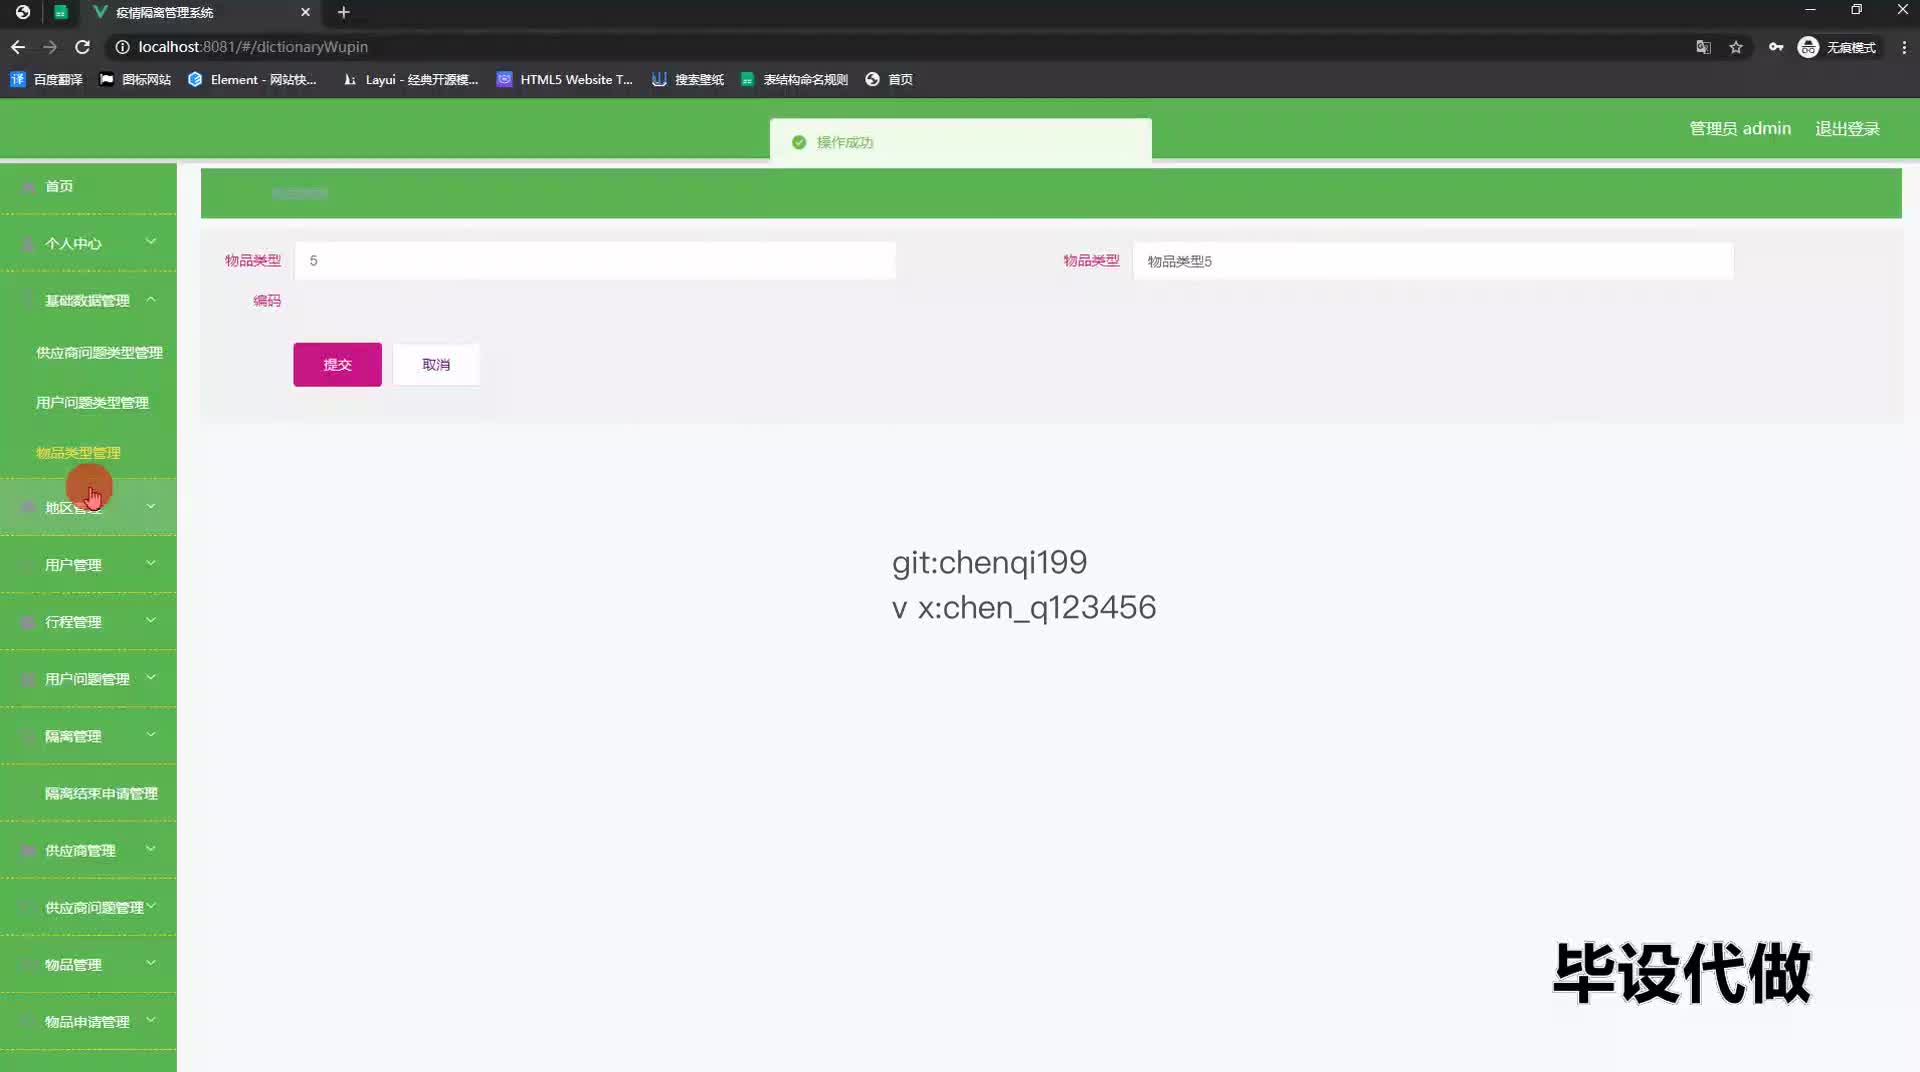 疫情隔离管理系统
localhost:8081/#/dictionaryWupin
无痕模式
百度翻译 图标网站 Element - 网站快... Layui - 经典开源模... HTML5 Website T... 搜索壁纸 表结构命名规则 首页
管理员 admin 退出登录
操作成功
首页
个人中心
基础数据管理
供应商问题类型管理
用户问题类型管理
物品类型管理
地区管理
用户管理
行程管理
用户问题管理
隔离管理
隔离结束申请管理
供应商管理
供应商问题管理
物品管理
物品申请管理
物品类型 5 物品类型 物品类型5
编码
提交 取消
git:chenqi199
v x:chen_q123456
毕设代做